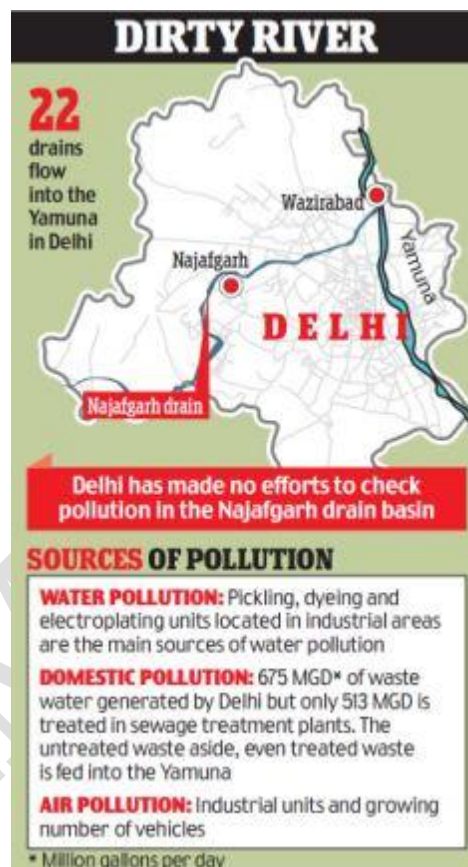 DIRTY RIVER
22
drains
flow
into the
Yamuna
in Delhi
Wazirabad
Yamuna
Najafgarh
DELHI
Najafgarh drain
Delhi has made no efforts to check
pollution in the Najafgarh drain basin
SOURCES OF POLLUTION
WATER POLLUTION: Pickling, dyeing and
electroplating units located in industrial areas
are the main sources of water pollution
DOMESTIC POLLUTION: 675 MGD* of waste
water generated by Delhi but only 513 MGD is
treated in sewage treatment plants. The
untreated waste aside, even treated waste
is fed into the Yamuna
AIR POLLUTION: Industrial units and growing
number of vehicles
* Million gallons per day